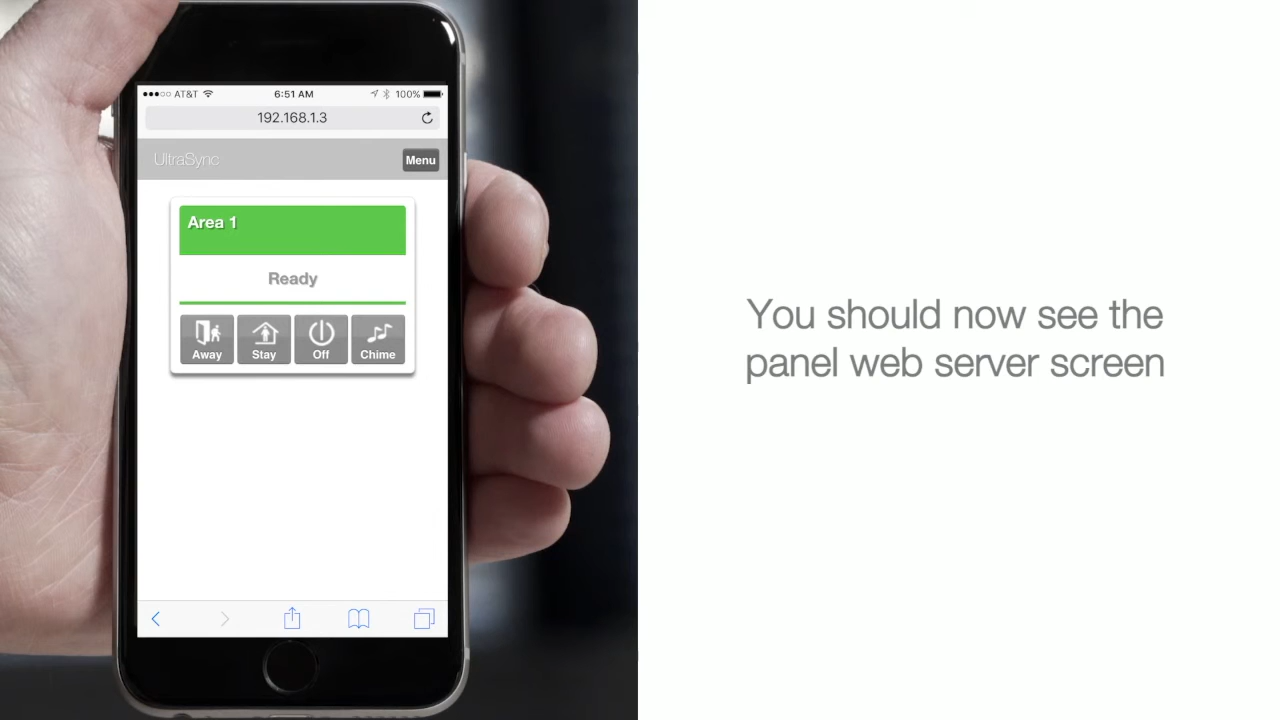 AT&T 6:51 AM 100%
192.168.1.3
UltraSync Menu
Area 1
Ready
Away Stay Off Chime
You should now see the
panel web server screen